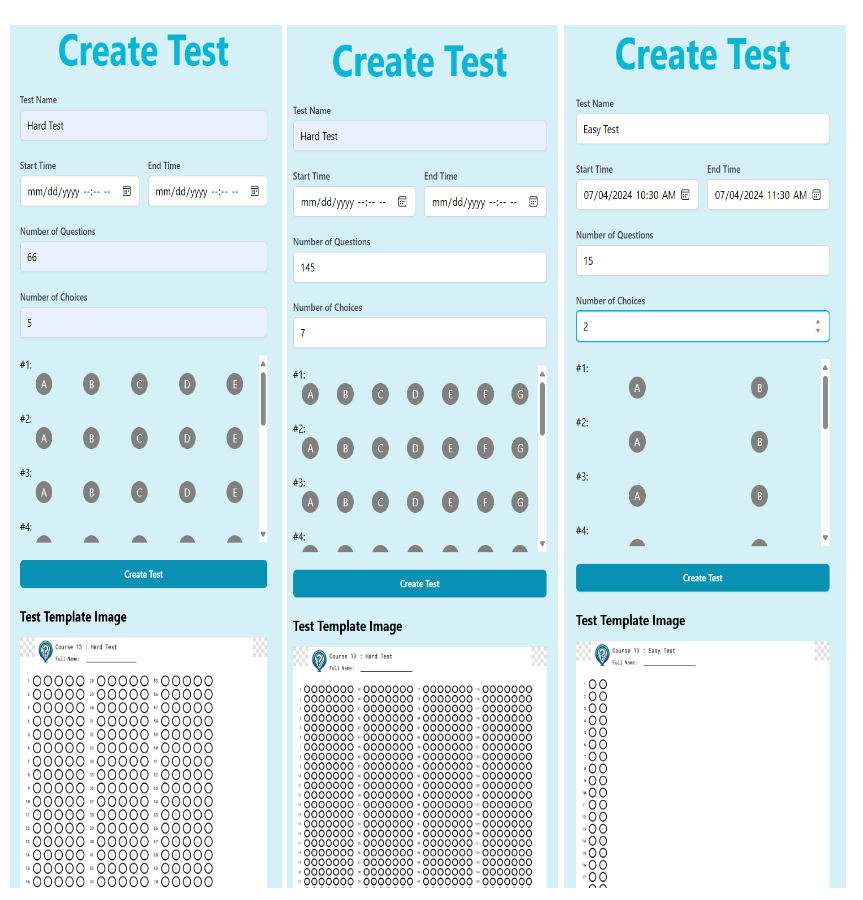 Create Test
Test Name
Hard Test
Start Time End Time
mm/dd/yyyy --:-- -- mm/dd/yyyy --:-- --
Number of Questions
66
Number of Choices
5
#1:
A B C D E
#2:
A B C D E
#3:
A B C D E
#4:
Create Test
Test Template Image
Course 13 : Hard Test
Full Name:
Create Test
Test Name
Hard Test
Start Time End Time
mm/dd/yyyy --:-- -- mm/dd/yyyy --:-- --
Number of Questions
145
Number of Choices
7
#1:
A B C D E F G
#2:
A B C D E F G
#3:
A B C D E F G
#4:
Create Test
Test Template Image
Course 13 : Hard Test
Full Name:
Create Test
Test Name
Easy Test
Start Time End Time
07/04/2024 10:30 AM 07/04/2024 11:30 AM
Number of Questions
15
Number of Choices
2
#1:
A B
#2:
A B
#3:
A B
#4:
Create Test
Test Template Image
Course 13 : Easy Test
Full Name: